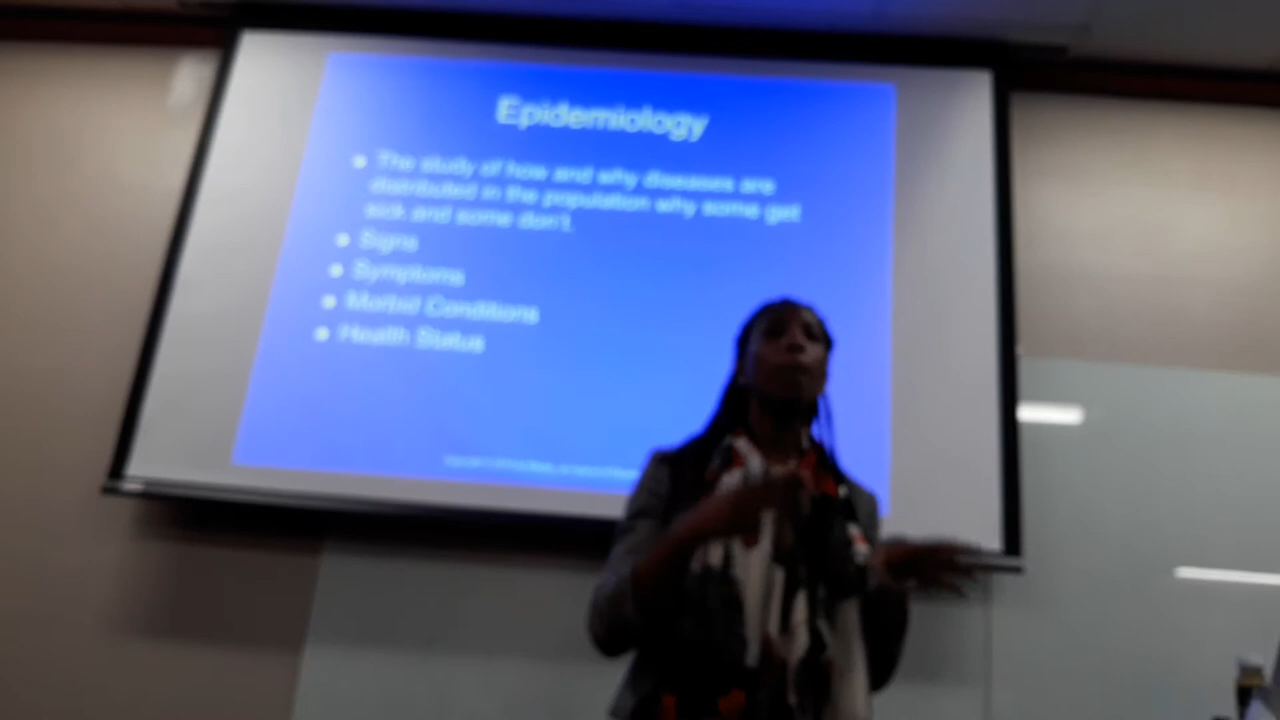 Epidemiology
The study of how and why diseases are
distributed in the population why some get
sick and some don't.
Signs
Symptoms
Morbid Conditions
Health Status